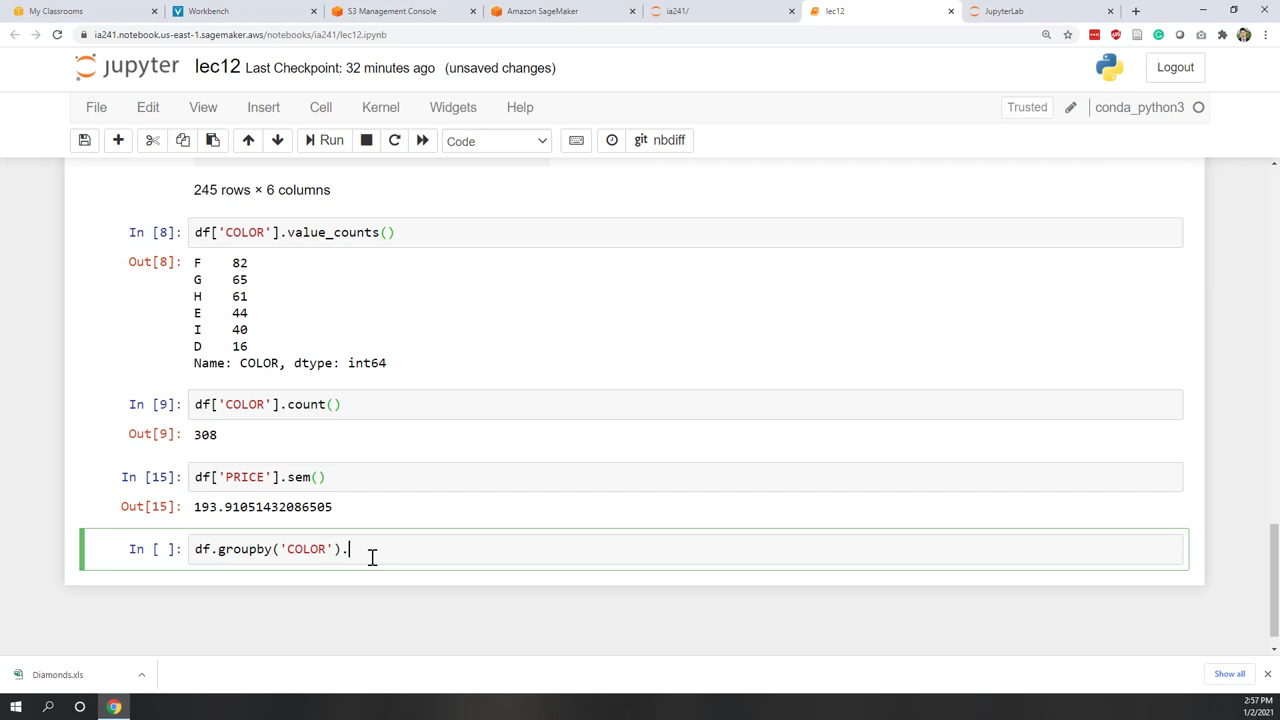 My Classrooms
Workbench
S3 Management Console
Amazon SageMaker
ia241/
lec12
JupyterLab
ia241.notebook.us-east-1.sagemaker.aws/notebooks/ia241/lec12.ipynb
jupyter lec12 Last Checkpoint: 32 minutes ago (unsaved changes)
Logout
File Edit View Insert Cell Kernel Widgets Help
Trusted
conda_python3
Run
Code
git nbdiff
245 rows × 6 columns
In [8]: df['COLOR'].value_counts()
Out[8]: F 82
G 65
H 61
E 44
I 40
D 16
Name: COLOR, dtype: int64
In [9]: df['COLOR'].count()
Out[9]: 308
In [15]: df['PRICE'].sem()
Out[15]: 193.91051432086505
In [ ]: df.groupby('COLOR').
Diamonds.xls
Show all
2:57 PM
1/2/2021